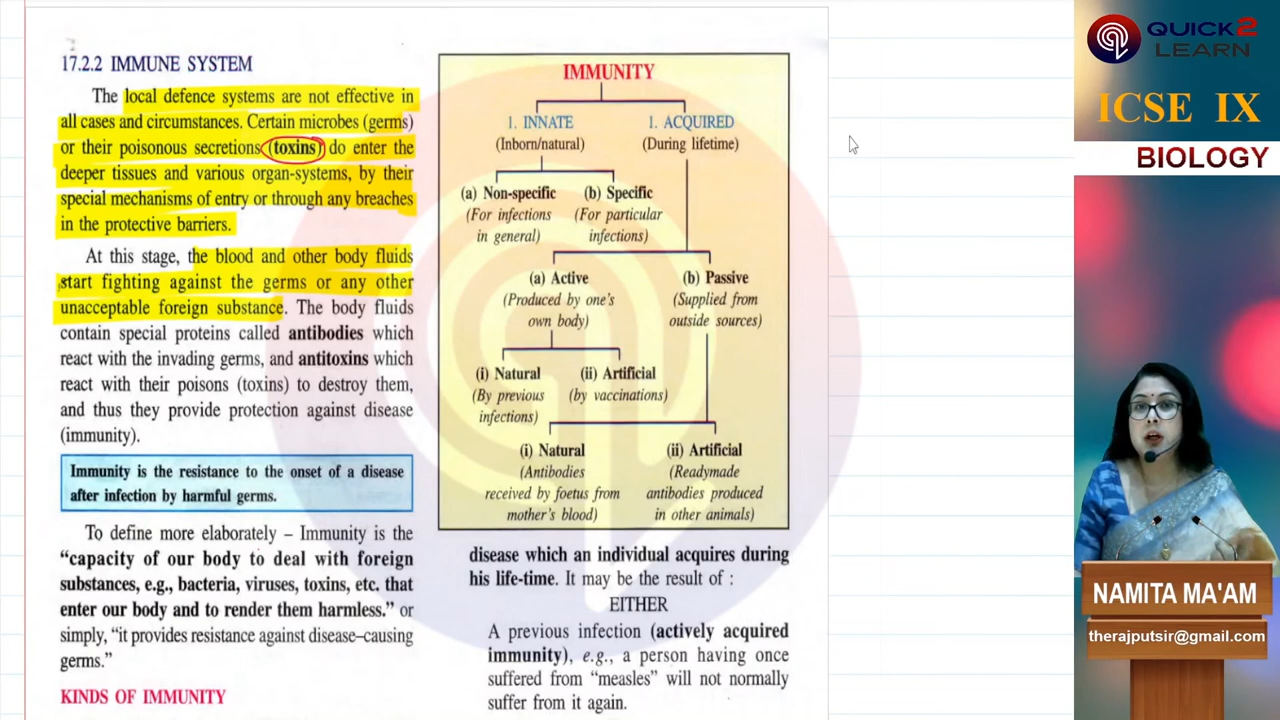 17.2.2 IMMUNE SYSTEM
The local defence systems are not effective in
all cases and circumstances. Certain microbes (germs)
or their poisonous secretions (toxins) do enter the
deeper tissues and various organ-systems, by their
special mechanisms of entry or through any breaches
in the protective barriers.
At this stage, the blood and other body fluids
start fighting against the germs or any other
unacceptable foreign substance. The body fluids
contain special proteins called antibodies which
react with the invading germs, and antitoxins which
react with their poisons (toxins) to destroy them,
and thus they provide protection against disease
(immunity).
Immunity is the resistance to the onset of a disease
after infection by harmful germs.
To define more elaborately – Immunity is the
“capacity of our body to deal with foreign
substances, e.g., bacteria, viruses, toxins, etc. that
enter our body and to render them harmless.” or
simply, “it provides resistance against disease–causing
germs.”
KINDS OF IMMUNITY
IMMUNITY
1. INNATE
(Inborn/natural)
1. ACQUIRED
(During lifetime)
(a) Non-specific
(For infections
in general)
(b) Specific
(For particular
infections)
(a) Active
(Produced by one's
own body)
(b) Passive
(Supplied from
outside sources)
(i) Natural
(By previous
infections)
(ii) Artificial
(by vaccinations)
(i) Natural
(Antibodies
received by foetus from
mother's blood)
(ii) Artificial
(Readymade
antibodies produced
in other animals)
disease which an individual acquires during
his life-time. It may be the result of :
EITHER
A previous infection (actively acquired
immunity), e.g., a person having once
suffered from “measles” will not normally
suffer from it again.
QUICK2
LEARN
ICSE IX
BIOLOGY
NAMITA MA'AM
therajputsir@gmail.com